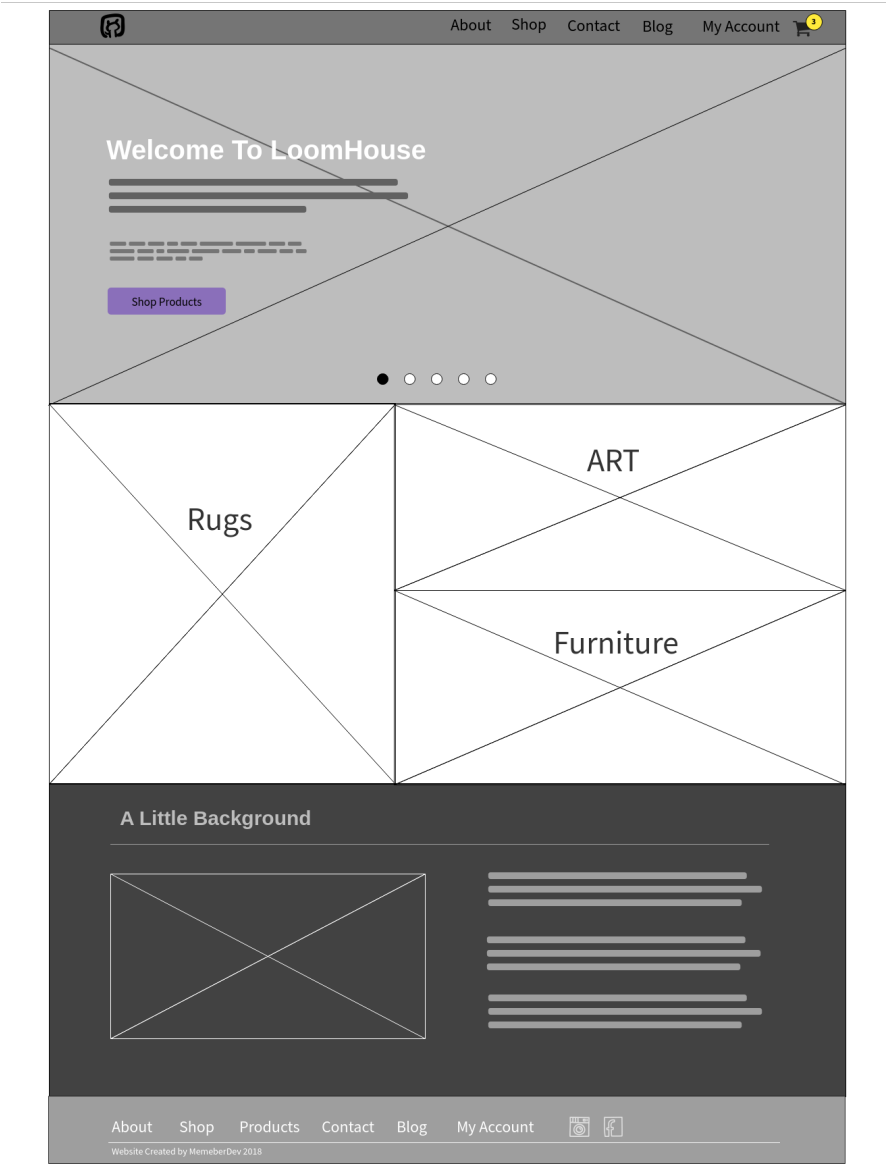 About Shop Contact Blog My Account 3
Welcome To LoomHouse
Shop Products
Rugs
ART
Furniture
A Little Background
About Shop Products Contact Blog My Account
Website Created by MemeberDev 2018